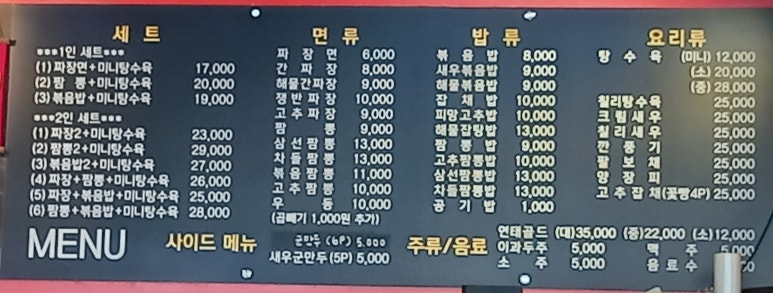 세트
***1인 세트***
(1) 짜장면+미니탕수육 17,000
(2) 짬 뽕+미니탕수육 20,000
(3) 볶음밥+미니탕수육 19,000
***2인 세트***
(1) 짜장2+미니탕수육 23,000
(2) 짬뽕2+미니탕수육 29,000
(3) 볶음밥2+미니탕수육 27,000
(4) 짜장+짬뽕+미니탕수육 26,000
(5) 짜장+볶음밥+미니탕수육 25,000
(6) 짬뽕+볶음밥+미니탕수육 28,000
면류
짜장면 6,000
간짜장 8,000
해물간짜장 9,000
쟁반짜장 10,000
고추짜장 9,000
짬뽕 9,000
삼선짬뽕 13,000
차돌짬뽕 13,000
볶음짬뽕 11,000
고추짬뽕 10,000
우동 10,000
(곱빼기 1,000원 추가)
밥류
볶음밥 8,000
새우볶음밥 9,000
해물볶음밥 9,000
잡채밥 10,000
피망고추밥 10,000
해물잡탕밥 13,000
짬뽕밥 9,000
고추짬뽕밥 10,000
삼선짬뽕밥 13,000
차돌짬뽕밥 13,000
공기밥 1,000
요리류
탕수육 (미니) 12,000
(소) 20,000
(중) 28,000
칠리탕수육 25,000
크림새우 25,000
칠리새우 25,000
깐풍기 25,000
팔보채 25,000
양장피 25,000
고추잡채(꽃빵4P) 25,000
MENU
사이드 메뉴
군만두 (6P) 5,000
새우군만두 (5P) 5,000
주류/음료
연태골드 (대)35,000 (중)22,000 (소)12,000
이과두주 5,000 맥주 5,000
소주 5,000 음료수